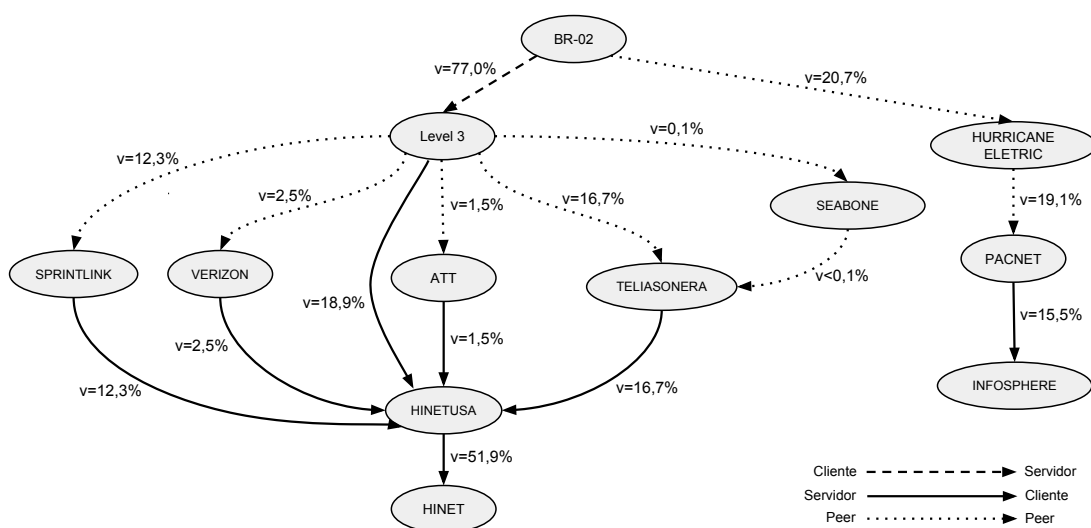 BR-02
v=77,0%
v=20,7%
Level 3
v=0,1%
HURRICANE
ELETRIC
v=12,3%
v=2,5%
v=1,5%
v=16,7%
SEABONE
v=19,1%
SPRINTLINK
VERIZON
ATT
TELIASONERA
v<0,1%
PACNET
v=18,9%
v=15,5%
v=2,5%
v=1,5%
v=12,3%
v=16,7%
INFOSPHERE
HINETUSA
v=51,9%
HINET
Cliente Servidor
Servidor Cliente
Peer Peer